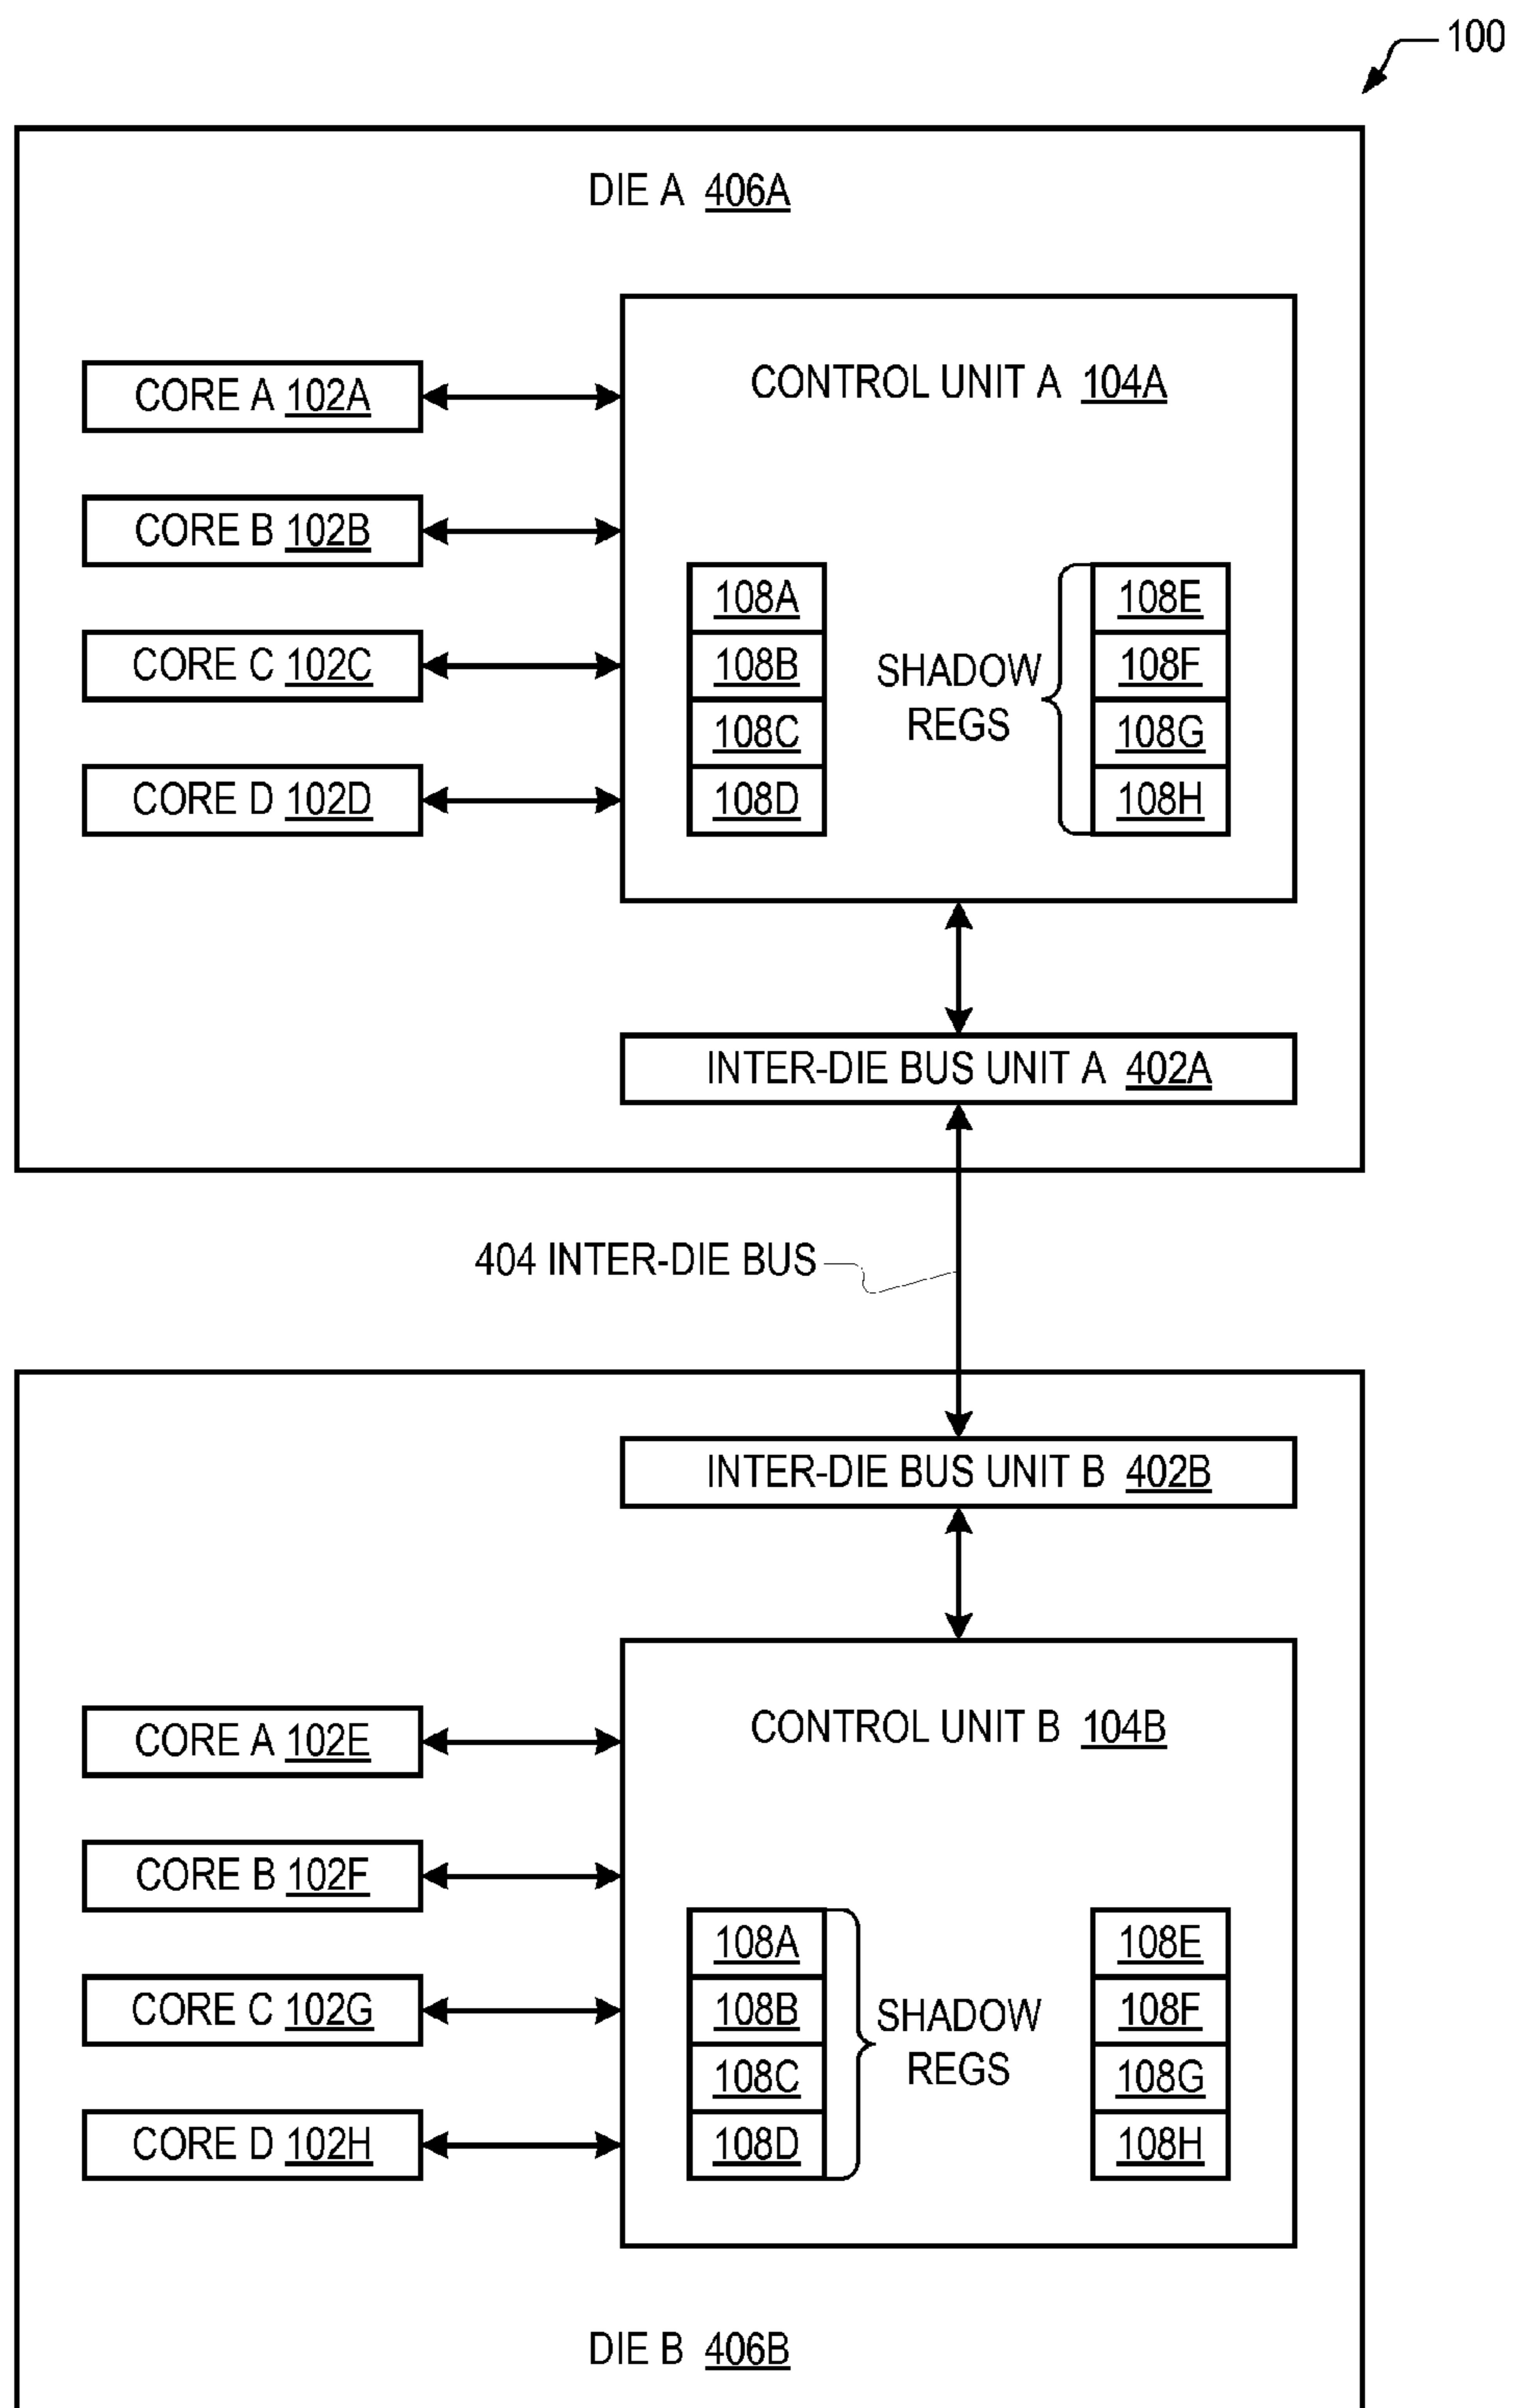 100
DIE A 406A
CONTROL UNIT A 104A
CORE A 102A
CORE B 102B
CORE C 102C
CORE D 102D
108A
108B
108C
108D
SHADOW
REGS
108E
108F
108G
108H
INTER-DIE BUS UNIT A 402A
404 INTER-DIE BUS
INTER-DIE BUS UNIT B 402B
CONTROL UNIT B 104B
CORE A 102E
CORE B 102F
CORE C 102G
CORE D 102H
108A
108B
108C
108D
SHADOW
REGS
108E
108F
108G
108H
DIE B 406B